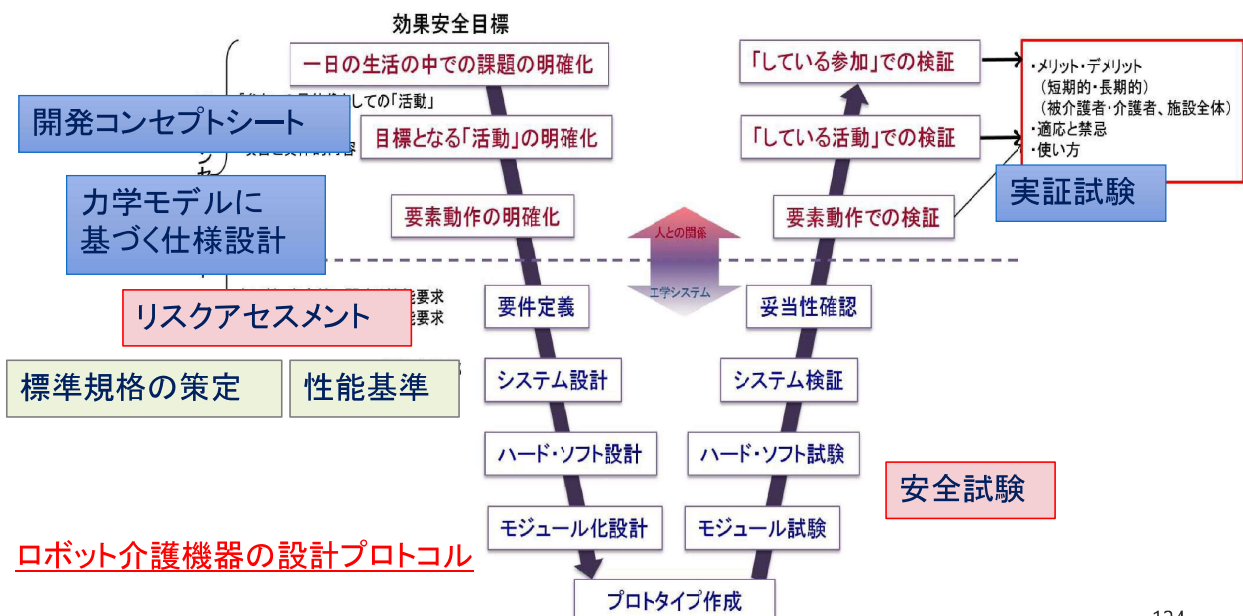 効果安全目標
一日の生活の中での課題の明確化
「している参加」での検証
・メリット・デメリット
(短期的・長期的)
(被介護者・介護者、施設全体)
・適応と禁忌
・使い方
しての「活動」
開発コンセプトシート
目標となる「活動」の明確化
「している活動」での検証
実証試験
力学モデルに
基づく仕様設計
要素動作の明確化
要素動作での検証
人との関係
工学システム
能要求
能要求
リスクアセスメント
要件定義
妥当性確認
標準規格の策定
性能基準
システム設計
システム検証
ハード・ソフト設計
ハード・ソフト試験
安全試験
モジュール化設計
モジュール試験
ロボット介護機器の設計プロトコル
プロトタイプ作成